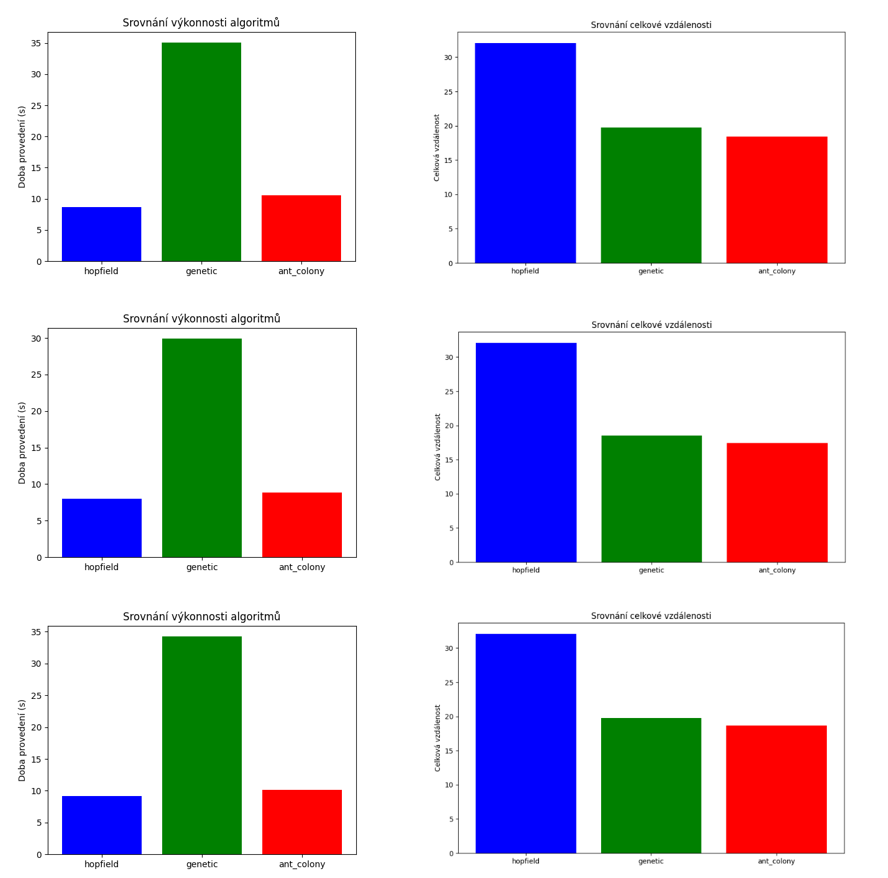 Srovnání výkonnosti algoritmů
Doba provedení (s)
35
30
25
20
15
10
5
0
hopfield genetic ant_colony
Srovnání celkové vzdálenosti
Celková vzdálenost
30
25
20
15
10
5
0
hopfield genetic ant_colony
Srovnání výkonnosti algoritmů
Doba provedení (s)
30
25
20
15
10
5
0
hopfield genetic ant_colony
Srovnání celkové vzdálenosti
Celková vzdálenost
30
25
20
15
10
5
0
hopfield genetic ant_colony
Srovnání výkonnosti algoritmů
Doba provedení (s)
35
30
25
20
15
10
5
0
hopfield genetic ant_colony
Srovnání celkové vzdálenosti
Celková vzdálenost
30
25
20
15
10
5
0
hopfield genetic ant_colony